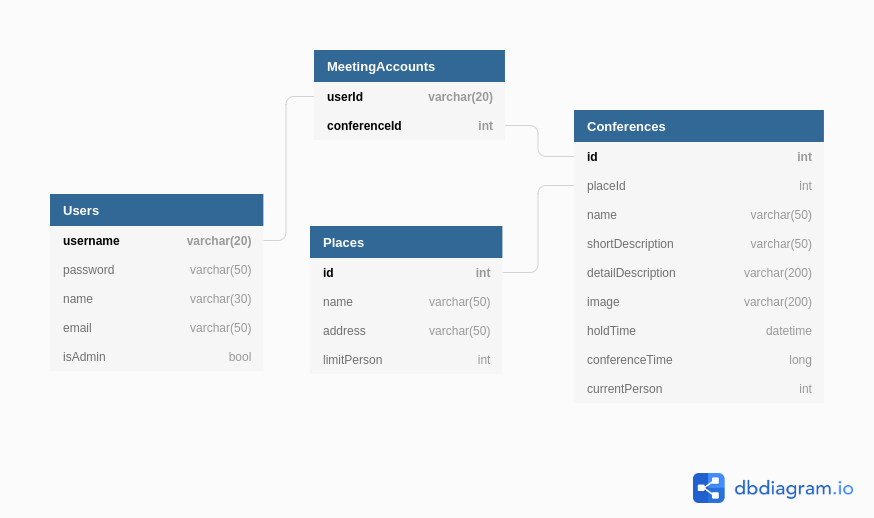 MeetingAccounts
userId varchar(20)
conferenceId int
Conferences
id int
placeId int
name varchar(50)
shortDescription varchar(50)
detailDescription varchar(200)
image varchar(200)
holdTime datetime
conferenceTime long
currentPerson int
Users
username varchar(20)
password varchar(50)
name varchar(30)
email varchar(50)
isAdmin bool
Places
id int
name varchar(50)
address varchar(50)
limitPerson int
dbdiagram.io